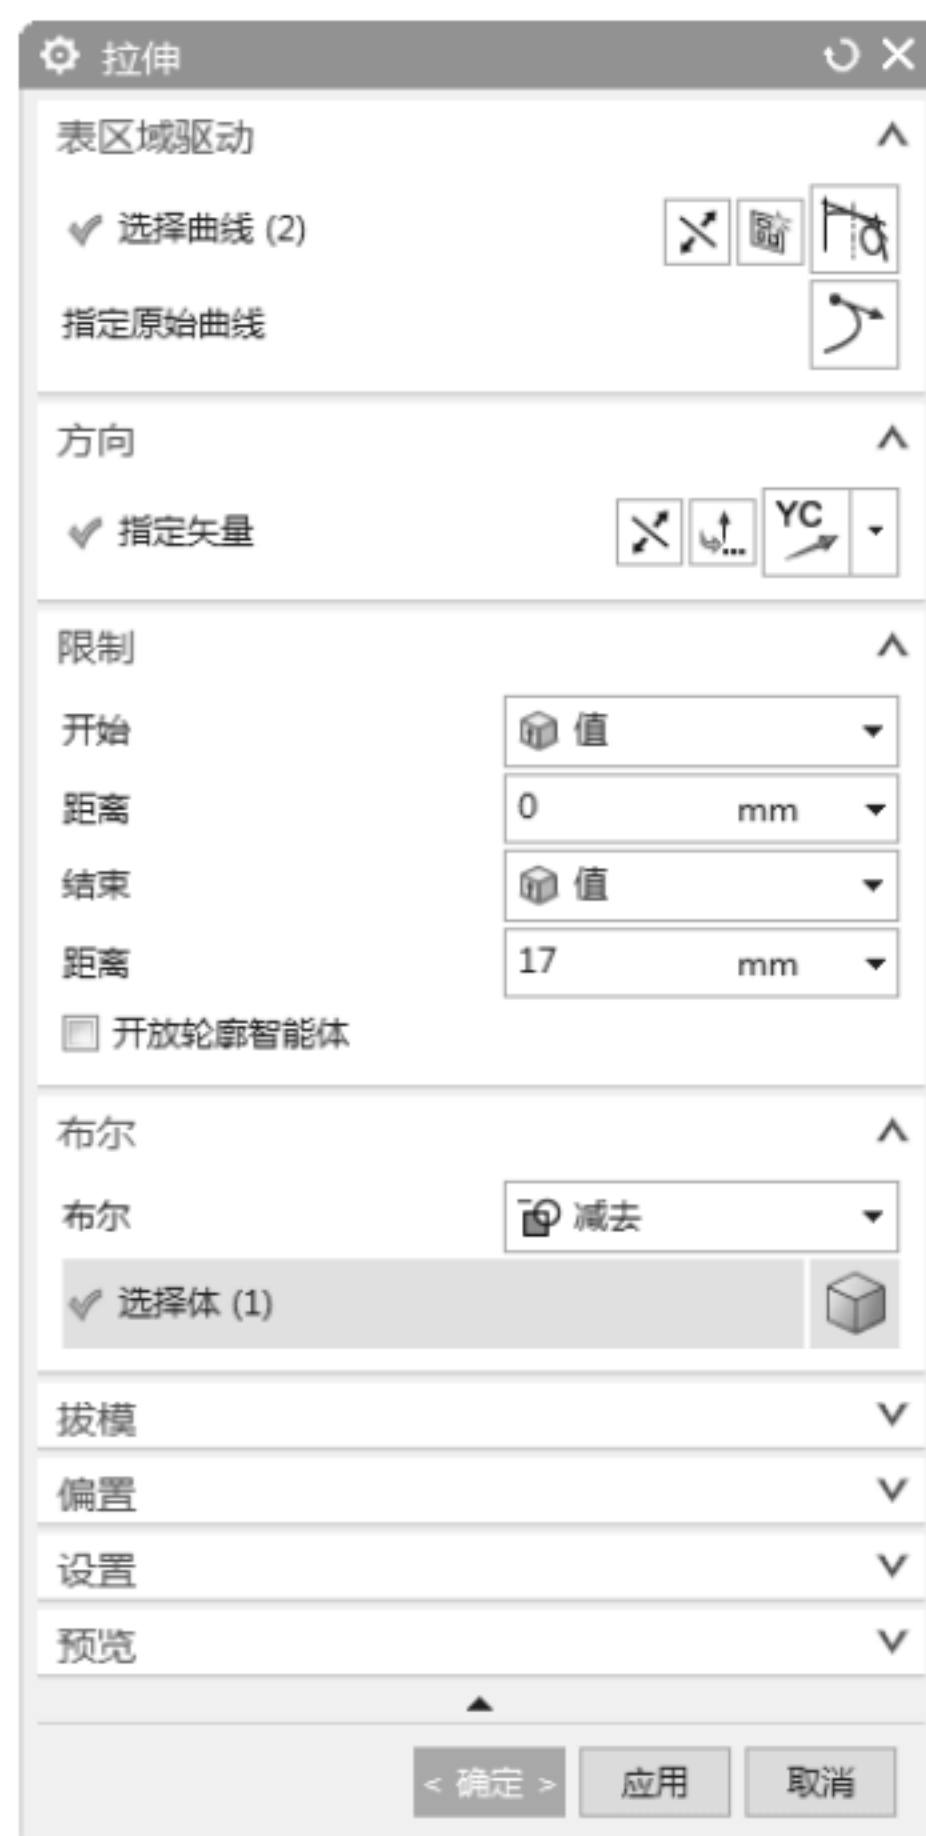 拉伸
表区域驱动
选择曲线 (2)
指定原始曲线
方向
指定矢量 YC
限制
开始 值
距离 0 mm
结束 值
距离 17 mm
开放轮廓智能体
布尔
布尔 减去
选择体 (1)
拔模
偏置
设置
预览
< 确定 > 应用 取消